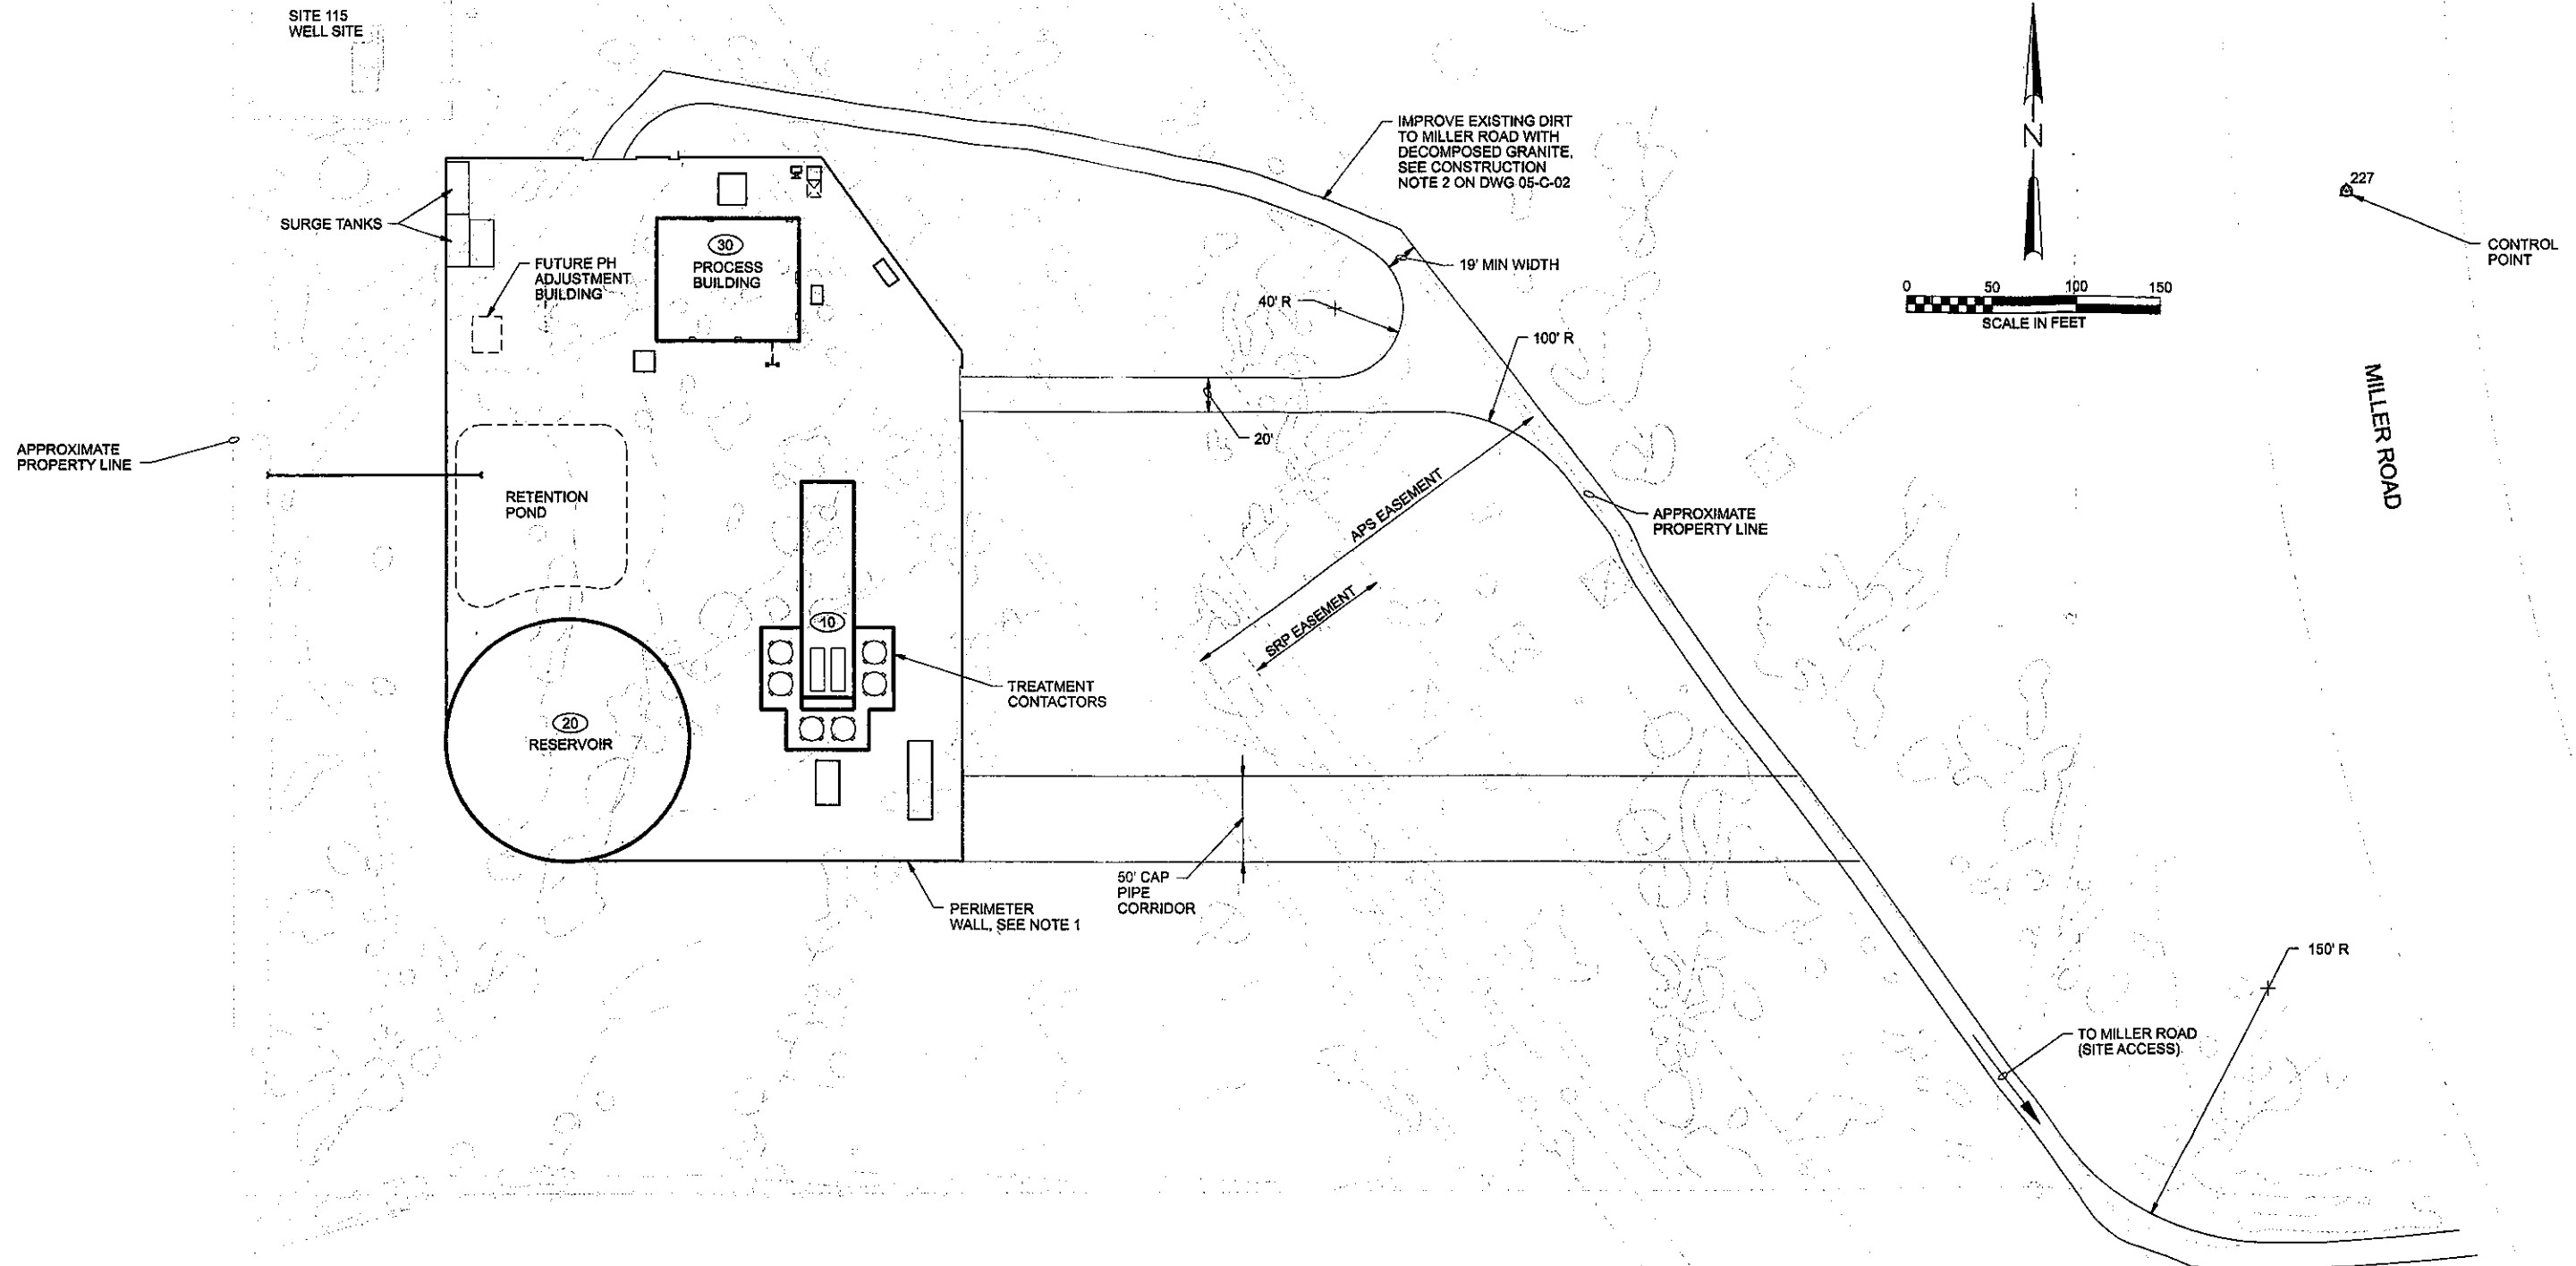 SITE 115
WELL SITE
IMPROVE EXISTING DIRT
TO MILLER ROAD WITH
DECOMPOSED GRANITE,
SEE CONSTRUCTION
NOTE 2 ON DWG 05-C-02
N
227
CONTROL
POINT
SURGE TANKS
30
PROCESS
BUILDING
FUTURE PH
ADJUSTMENT
BUILDING
19' MIN WIDTH
40' R
0 50 100 150
SCALE IN FEET
100' R
MILLER ROAD
20'
APPROXIMATE
PROPERTY LINE
RETENTION
POND
APS EASEMENT
APPROXIMATE
PROPERTY LINE
SRP EASEMENT
10
TREATMENT
CONTACTORS
20
RESERVOIR
50' CAP
PIPE
CORRIDOR
PERIMETER
WALL, SEE NOTE 1
150' R
TO MILLER ROAD
(SITE ACCESS)